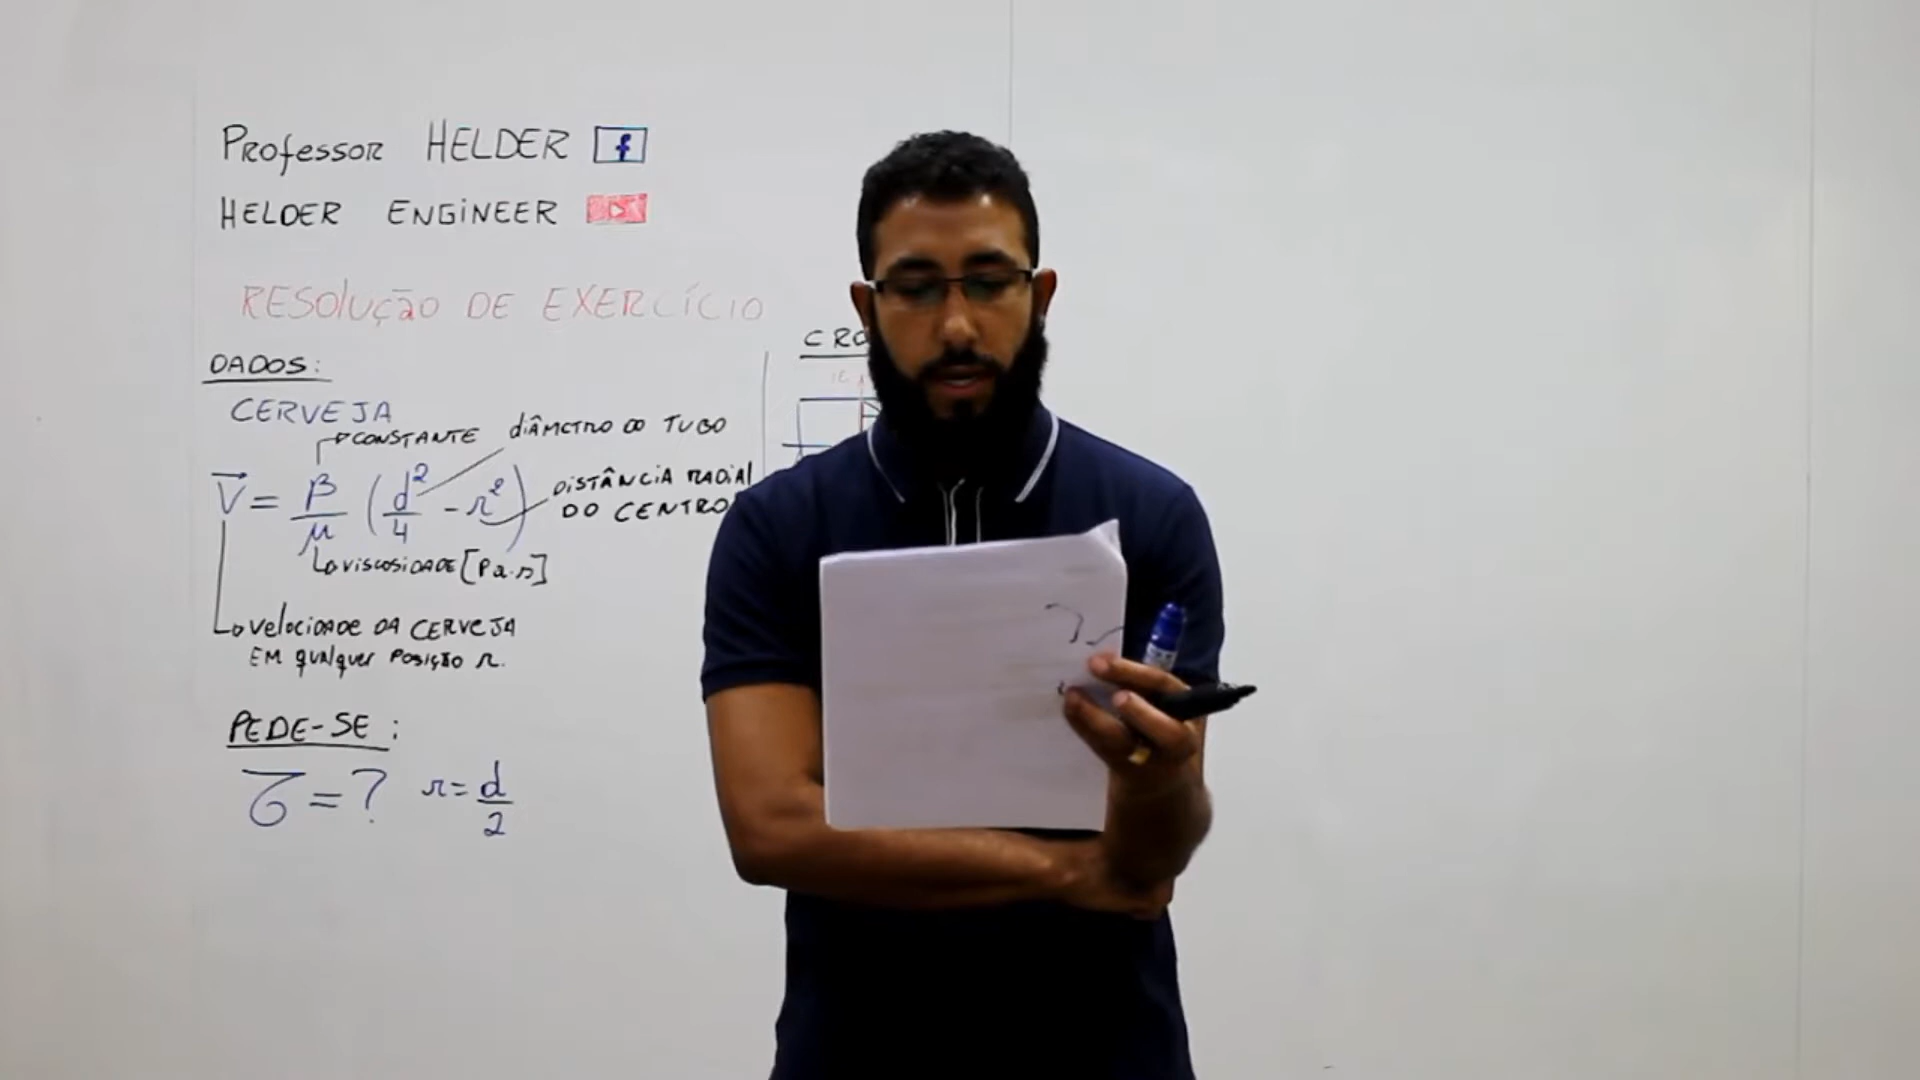 Professor HELDER f
HELDER ENGINEER
RESOLUÇÃO DE EXERCÍCIO
DADOS:
CERVEJA
CONSTANTE
diâmetro do TUBO
V = β/μ (d²/4 - r²)
DISTÂNCIA RADIAL
DO CENTRO
VISCOSIDADE [Pa.s]
Velocidade da CERVEJA
EM qualquer Posição r.
PEDE-SE:
τ = ? r = d/2
CRO